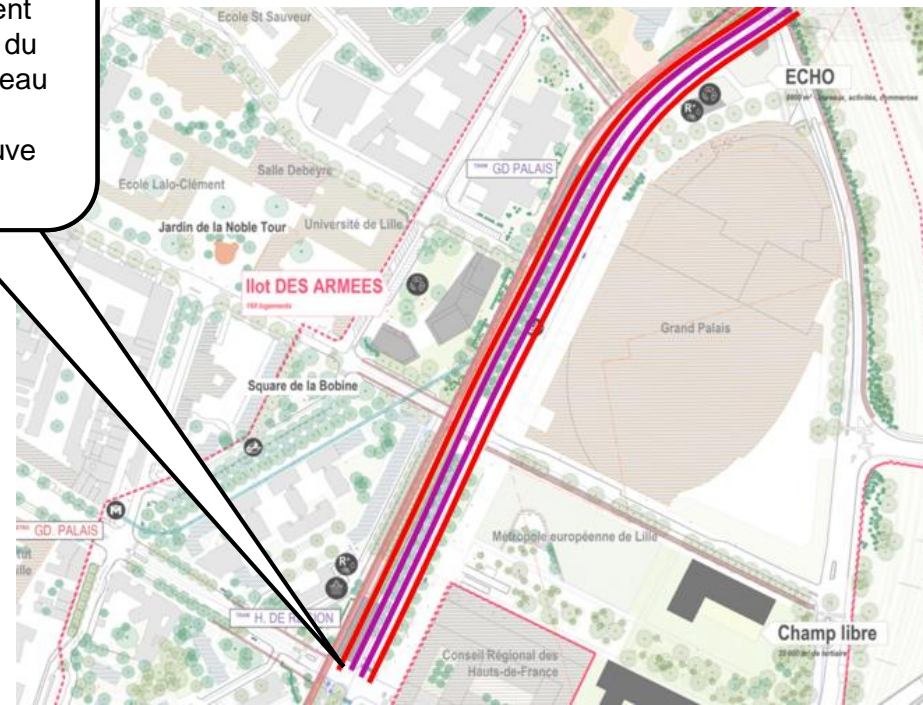 ent
du
eau
uve
Ecole St Sauveur
ECHO
TRAM GD PALAIS
Salle Debeyre
Ecole Lalo-Clément
Jardin de la Noble Tour
Université de Lille
Ilot DES ARMEES
Grand Palais
Square de la Bobine
M
GD. PALAIS
R+
R+
Métropole européenne de Lille
TRAM H. DE
Conseil Régional des
Hauts-de-France
Champ libre